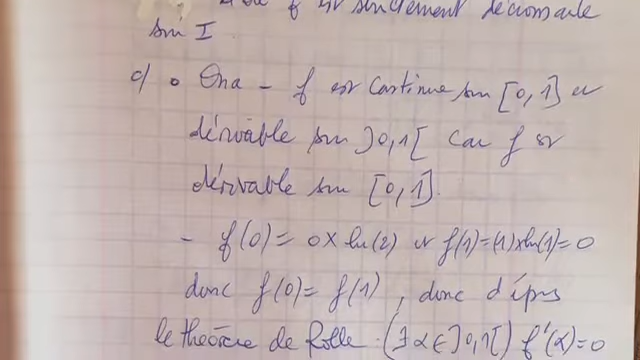 f est strictement décroissante
sur I
c) • On a - f est continue sur [0,1] et
dérivable sur ]0,1[ car f est
dérivable sur [0,1].
- f(0) = 0 × ln(2) et f(1) = (1) × ln(1) = 0
donc f(0) = f(1), donc d'après
le théorème de Rolle (∃ α ∈ ]0,1[) f'(α) = 0